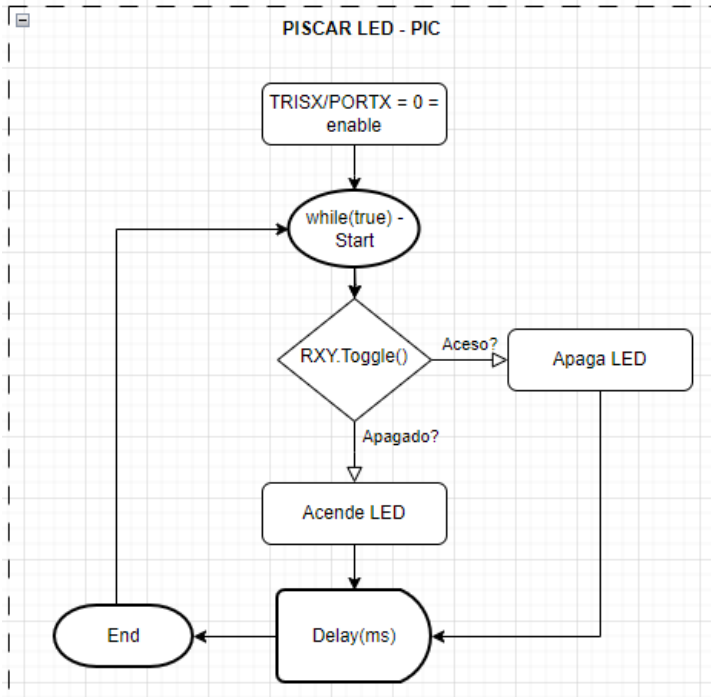 PISCAR LED - PIC
TRISX/PORTX = 0 =
enable
while(true) -
Start
RXY.Toggle()
Aceso?
Apaga LED
Apagado?
Acende LED
End
Delay(ms)